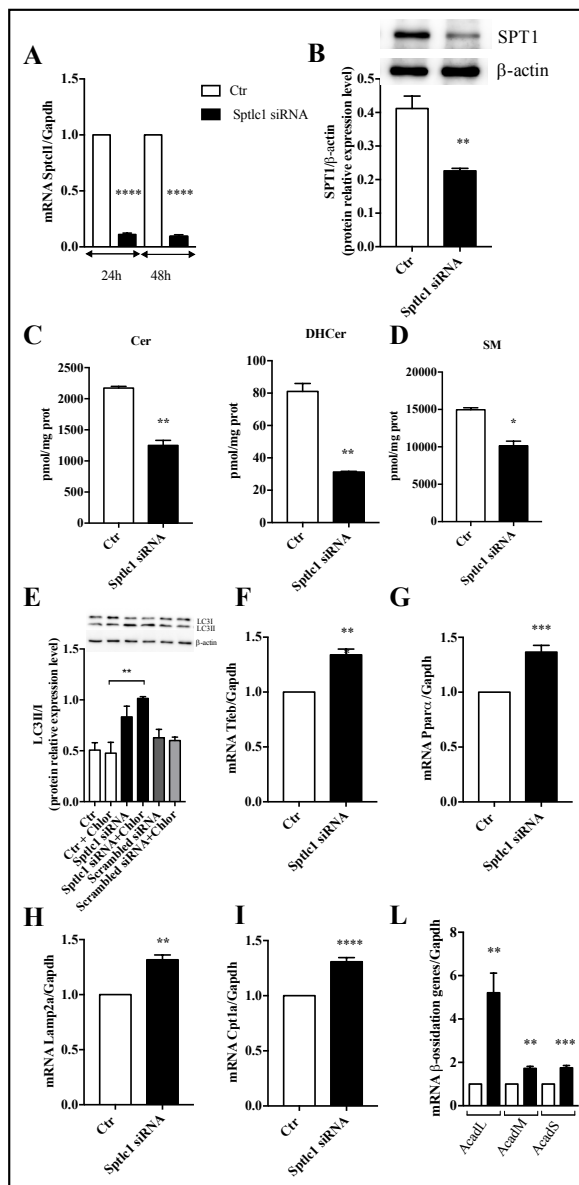 A
mRNA Sptcl1/Gapdh
1.5
1.0
0.5
0.0
****
****
24h
48h
Ctr
Sptlc1 siRNA
B
SPT1
β-actin
SPT1/β-actin
(protein relative expression level)
0.5
0.4
0.3
0.2
0.1
0.0
**
Ctr
Sptlc1 siRNA
C
Cer
pmol/mg prot
2500
2000
1500
1000
500
0
**
Ctr
Sptlc1 siRNA
DHCer
pmol/mg prot
100
80
60
40
20
0
**
Ctr
Sptlc1 siRNA
D
SM
pmol/mg prot
20000
15000
10000
5000
0
*
Ctr
Sptlc1 siRNA
E
LC3I
LC3II
β-actin
LC3II/I
(protein relative expression level)
1.5
1.0
0.5
0.0
**
Ctr
Ctr + Chlor
Sptlc1 siRNA
Sptlc1 siRNA+Chlor
Scrambled siRNA
Scrambled siRNA+Chlor
F
mRNA Tfeb/Gapdh
1.5
1.0
0.5
0.0
**
Ctr
Sptlc1 siRNA
G
mRNA Pparα/Gapdh
1.5
1.0
0.5
0.0
***
Ctr
Sptlc1 siRNA
H
mRNA Lamp2a/Gapdh
1.5
1.0
0.5
0.0
**
Ctr
Sptlc1 siRNA
I
mRNA Cpt1a/Gapdh
1.5
1.0
0.5
0.0
****
Ctr
Sptlc1 siRNA
L
mRNA β-ossidation genes/Gapdh
8
6
4
2
0
**
**
***
AcadL
AcadM
AcadS